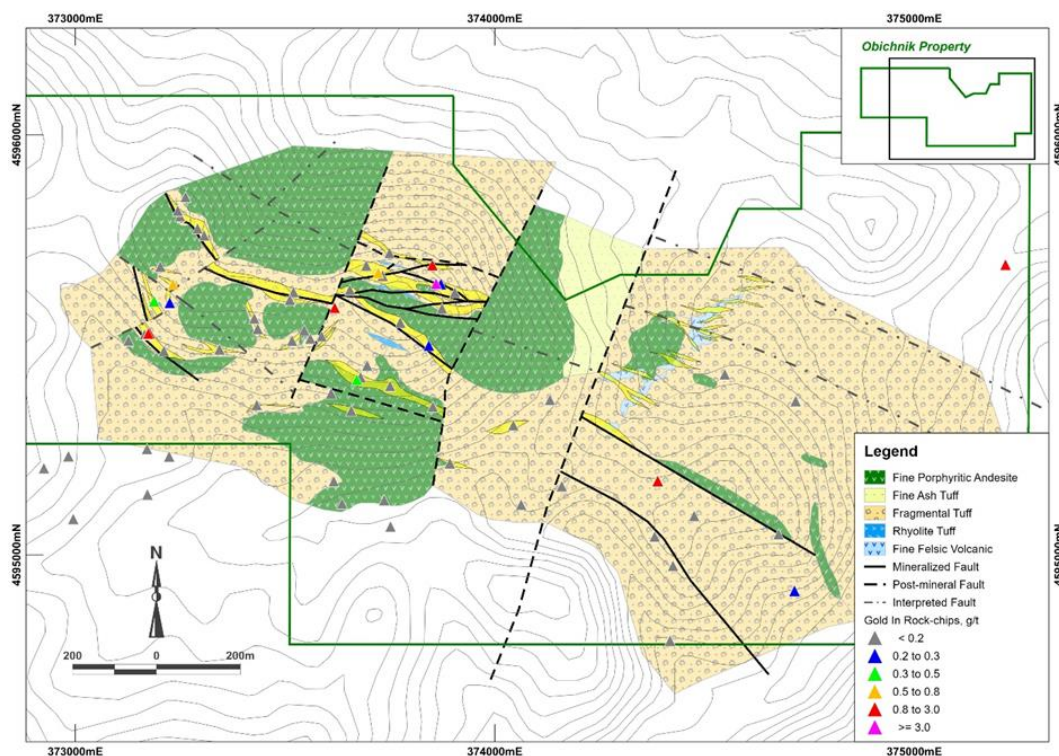 373000mE 374000mE 375000mE
Obichnik Property
4596000mN
4596000mN
Legend
Fine Porphyritic Andesite
Fine Ash Tuff
Fragmental Tuff
Rhyolite Tuff
Fine Felsic Volcanic
Mineralized Fault
Post-mineral Fault
Interpreted Fault
Gold In Rock-chips, g/t
< 0.2
0.2 to 0.3
0.3 to 0.5
0.5 to 0.8
0.8 to 3.0
>= 3.0
4595000mN
4595000mN
N
200 0 200m
373000mE 374000mE 375000mE